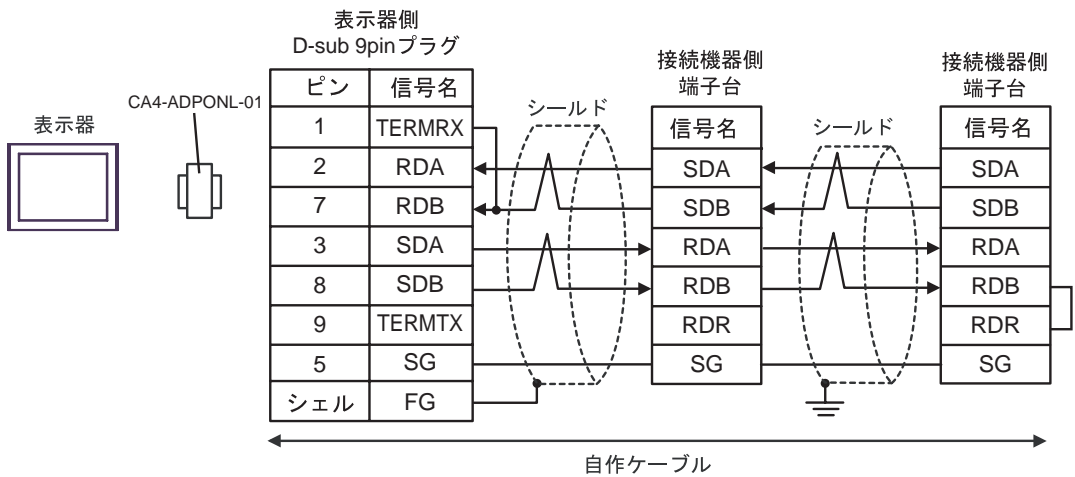 表示器側
D-sub 9pinプラグ
接続機器側
端子台
接続機器側
端子台
CA4-ADPONL-01
表示器
シールド
シールド
ピン 信号名
1 TERMRX
2 RDA
7 RDB
3 SDA
8 SDB
9 TERMTX
5 SG
シェル FG
信号名
SDA
SDB
RDA
RDB
RDR
SG
信号名
SDA
SDB
RDA
RDB
RDR
SG
自作ケーブル